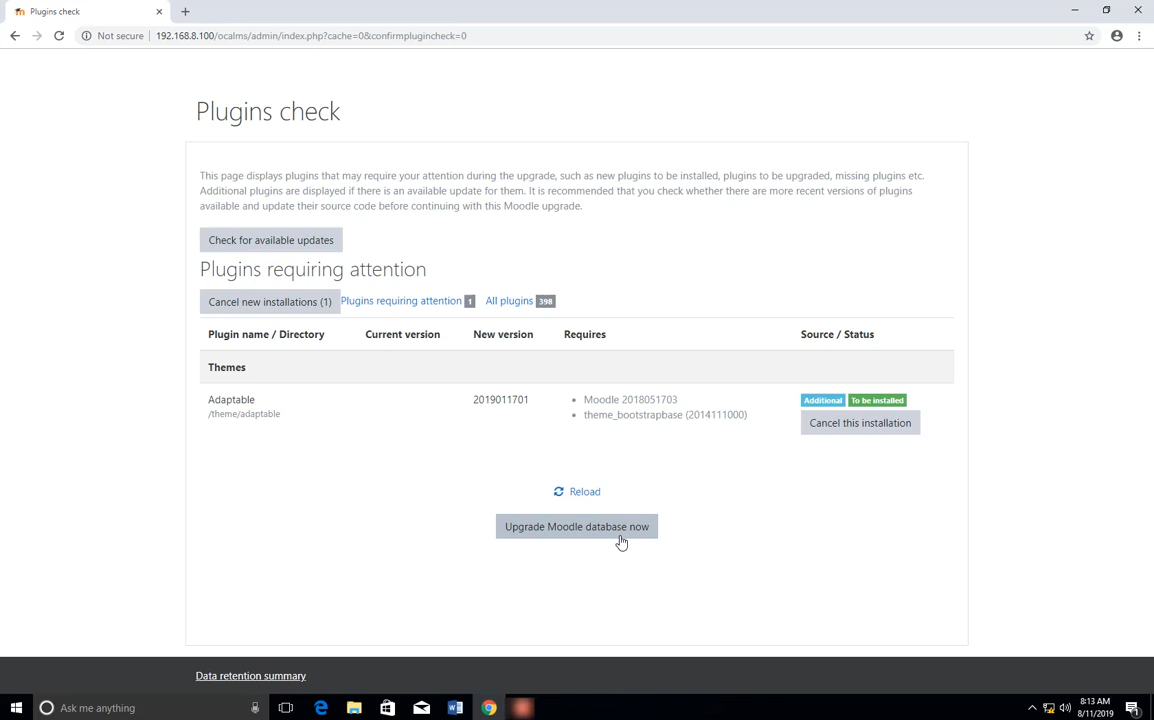 Plugins check
Not secure
192.168.8.100/ocalms/admin/index.php?cache=0&confirmplugincheck=0
Plugins check
This page displays plugins that may require your attention during the upgrade, such as new plugins to be installed, plugins to be upgraded, missing plugins etc.
Additional plugins are displayed if there is an available update for them. It is recommended that you check whether there are more recent versions of plugins
available and update their source code before continuing with this Moodle upgrade.
Check for available updates
Plugins requiring attention
Cancel new installations (1) Plugins requiring attention 1 All plugins 398
Plugin name / Directory Current version New version Requires Source / Status
Themes
Adaptable 2019011701 Moodle 2018051703 Additional To be installed
/theme/adaptable theme_bootstrapbase (2014111000)
Cancel this installation
Reload
Upgrade Moodle database now
Data retention summary
Ask me anything
8:13 AM
8/11/2019
1